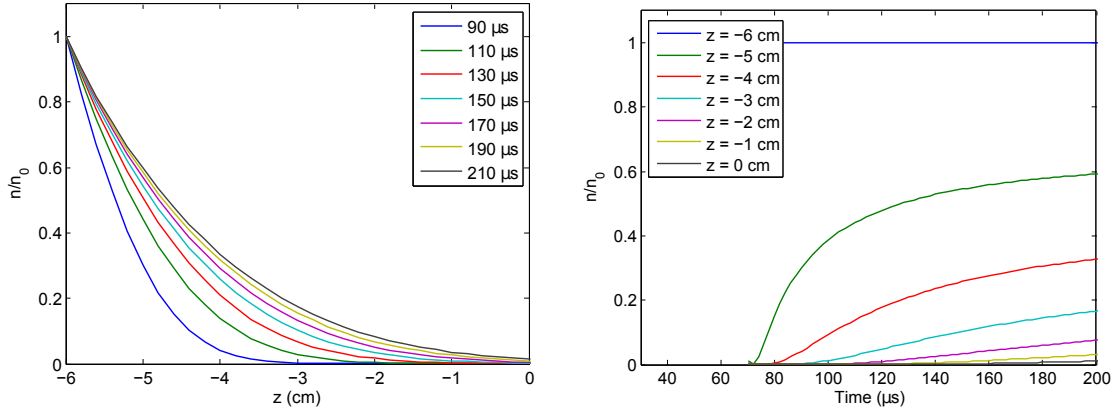 1
0.8
0.6
0.4
0.2
0
n/n0
−6
−5
−4
−3
−2
−1
0
z (cm)
90 µs
110 µs
130 µs
150 µs
170 µs
190 µs
210 µs
1
0.8
0.6
0.4
0.2
0
n/n0
40
60
80
100
120
140
160
180
200
Time (µs)
z = −6 cm
z = −5 cm
z = −4 cm
z = −3 cm
z = −2 cm
z = −1 cm
z = 0 cm